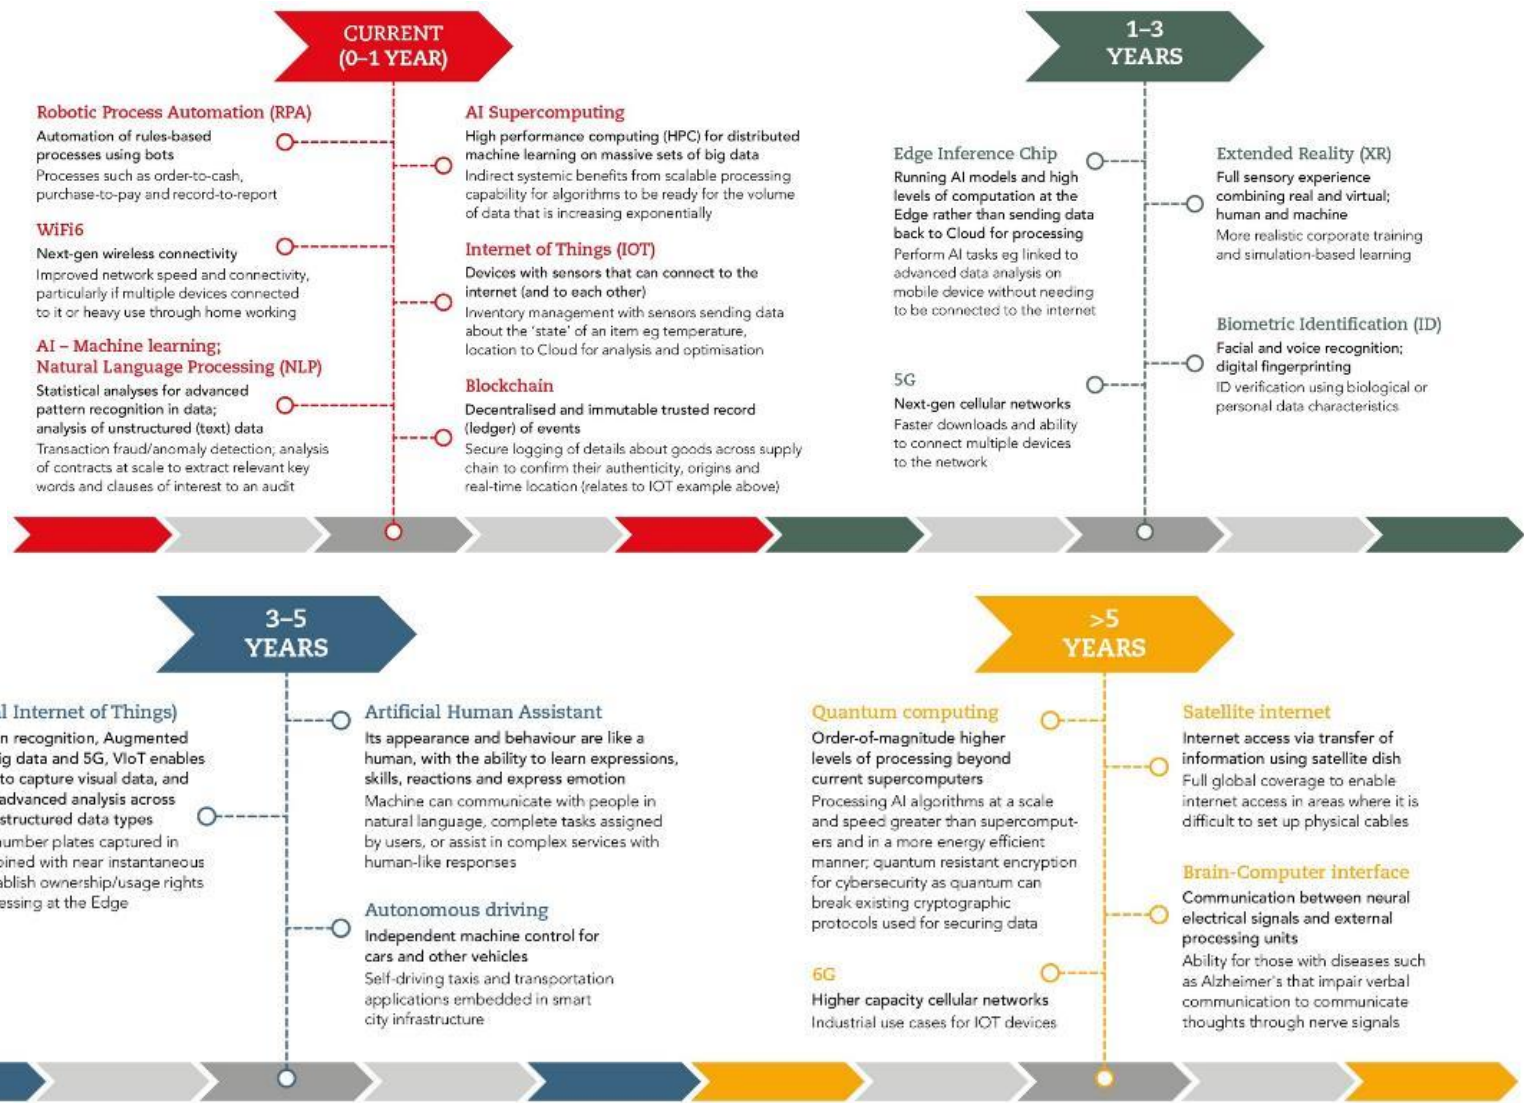 CURRENT
(0–1 YEAR)
Robotic Process Automation (RPA)
Automation of rules-based
processes using bots
Processes such as order-to-cash,
purchase-to-pay and record-to-report
WiFi6
Next-gen wireless connectivity
Improved network speed and connectivity,
particularly if multiple devices connected
to it or heavy use through home working
AI – Machine learning;
Natural Language Processing (NLP)
Statistical analyses for advanced
pattern recognition in data;
analysis of unstructured (text) data
Transaction fraud/anomaly detection; analysis
of contracts at scale to extract relevant key
words and clauses of interest to an audit
AI Supercomputing
High performance computing (HPC) for distributed
machine learning on massive sets of big data
Indirect systemic benefits from scalable processing
capability for algorithms to be ready for the volume
of data that is increasing exponentially
Internet of Things (IOT)
Devices with sensors that can connect to the
internet (and to each other)
Inventory management with sensors sending data
about the ‘state’ of an item eg temperature,
location to Cloud for analysis and optimisation
Blockchain
Decentralised and immutable trusted record
(ledger) of events
Secure logging of details about goods across supply
chain to confirm their authenticity, origins and
real-time location (relates to IOT example above)
1–3
YEARS
Edge Inference Chip
Running AI models and high
levels of computation at the
Edge rather than sending data
back to Cloud for processing
Perform AI tasks eg linked to
advanced data analysis on
mobile device without needing
to be connected to the internet
5G
Next-gen cellular networks
Faster downloads and ability
to connect multiple devices
to the network
Extended Reality (XR)
Full sensory experience
combining real and virtual;
human and machine
More realistic corporate training
and simulation-based learning
Biometric Identification (ID)
Facial and voice recognition;
digital fingerprinting
ID verification using biological or
personal data characteristics
3–5
YEARS
l Internet of Things)
n recognition, Augmented
ig data and 5G, VIoT enables
to capture visual data, and
advanced analysis across
structured data types
number plates captured in
bined with near instantaneous
ablish ownership/usage rights
essing at the Edge
Artificial Human Assistant
Its appearance and behaviour are like a
human, with the ability to learn expressions,
skills, reactions and express emotion
Machine can communicate with people in
natural language, complete tasks assigned
by users, or assist in complex services with
human-like responses
Autonomous driving
Independent machine control for
cars and other vehicles
Self-driving taxis and transportation
applications embedded in smart
city infrastructure
>5
YEARS
Quantum computing
Order-of-magnitude higher
levels of processing beyond
current supercomputers
Processing AI algorithms at a scale
and speed greater than supercomput-
ers and in a more energy efficient
manner; quantum resistant encryption
for cybersecurity as quantum can
break existing cryptographic
protocols used for securing data
6G
Higher capacity cellular networks
Industrial use cases for IOT devices
Satellite internet
Internet access via transfer of
information using satellite dish
Full global coverage to enable
internet access in areas where it is
difficult to set up physical cables
Brain-Computer interface
Communication between neural
electrical signals and external
processing units
Ability for those with diseases such
as Alzheimer's that impair verbal
communication to communicate
thoughts through nerve signals